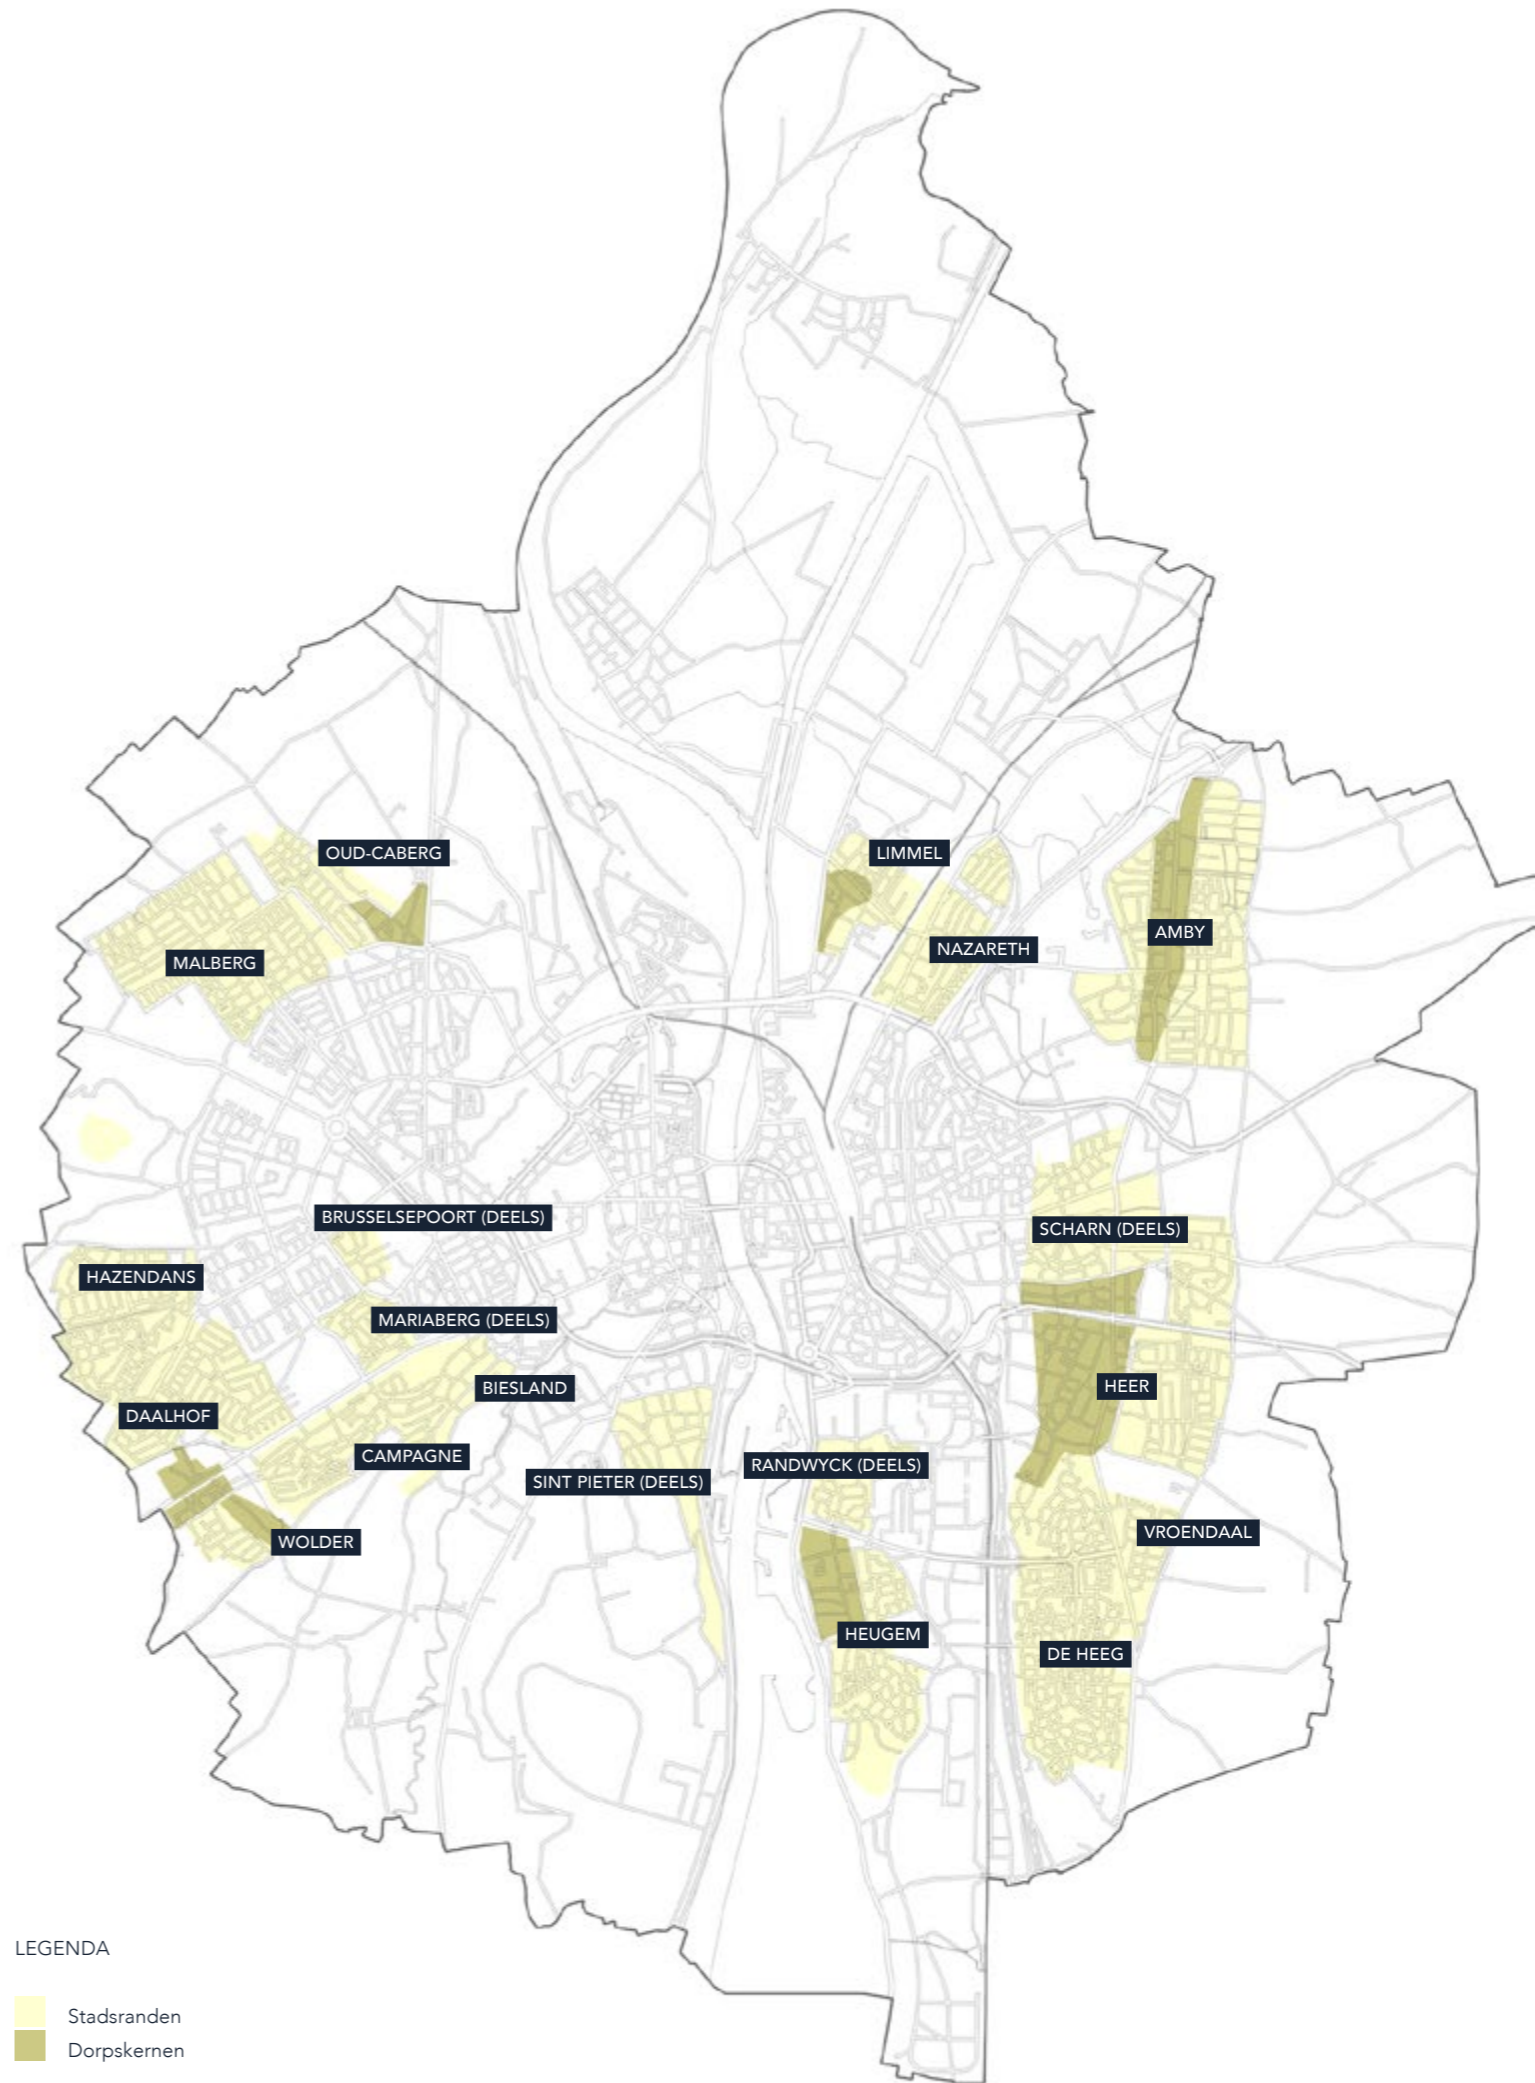 OUD-CABERG
LIMMEL
AMBY
NAZARETH
MALBERG
BRUSSELSEPOORT (DEELS)
SCHARN (DEELS)
HAZENDANS
MARIABERG (DEELS)
HEER
BIESLAND
DAALHOF
CAMPAGNE
RANDWYCK (DEELS)
SINT PIETER (DEELS)
VROENDAAL
WOLDER
HEUGEM
DE HEEG
LEGENDA
Stadsranden
Dorpskernen